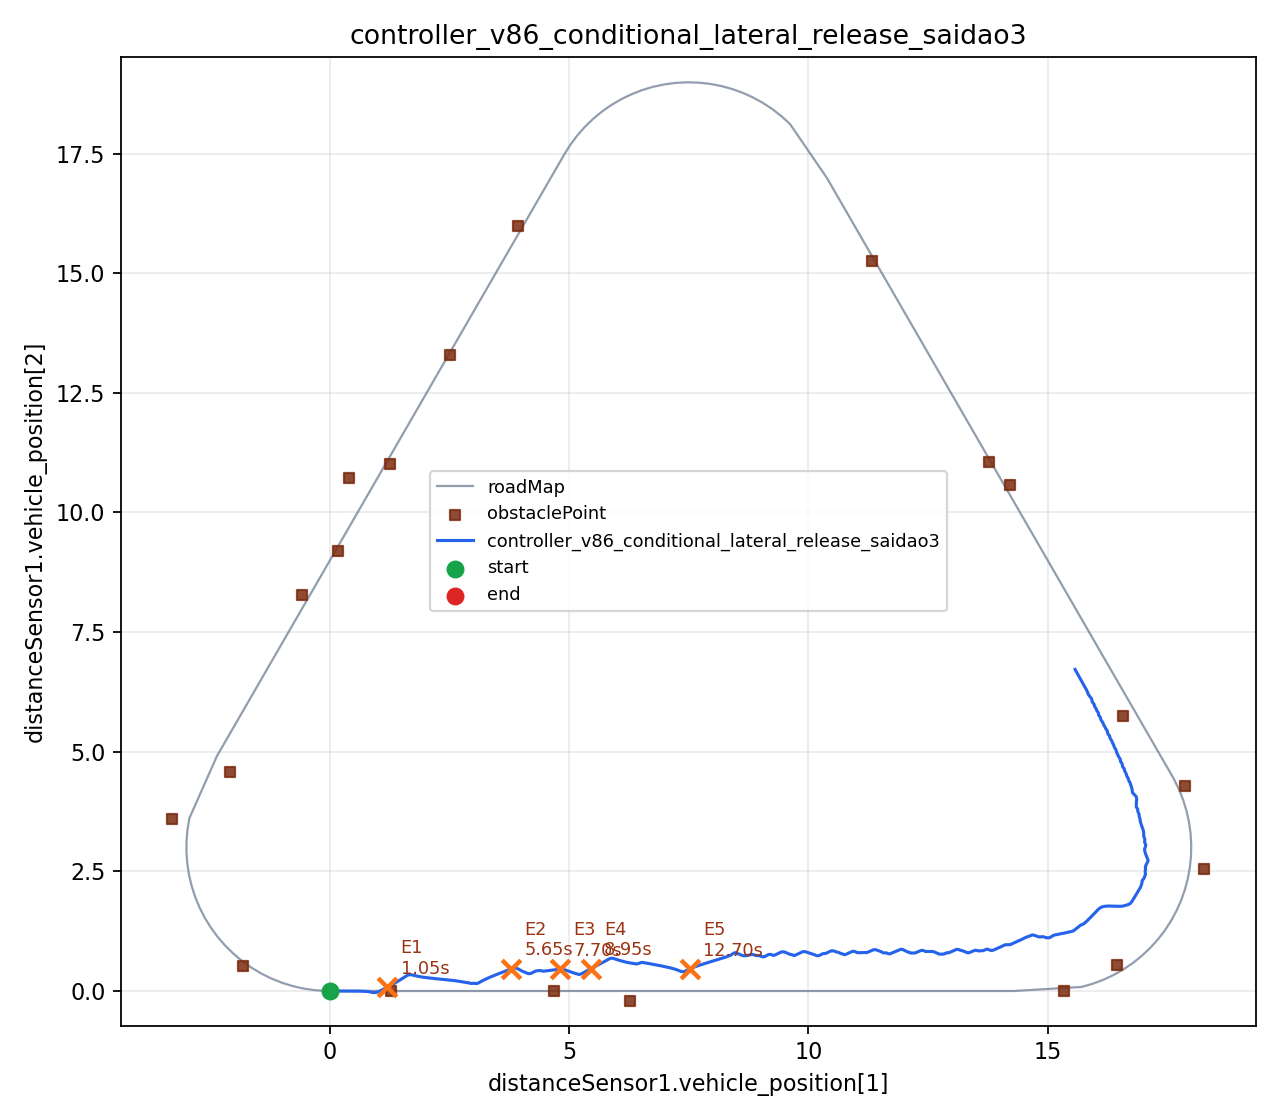 controller_v86_conditional_lateral_release_saidao3
distanceSensor1.vehicle_position[2]
17.5
15.0
12.5
10.0
7.5
5.0
2.5
0.0
roadMap
obstaclePoint
controller_v86_conditional_lateral_release_saidao3
start
end
E1
1.05s
E2
5.65s
E3
7.70s
E4
8.95s
E5
12.70s
0
5
10
15
distanceSensor1.vehicle_position[1]